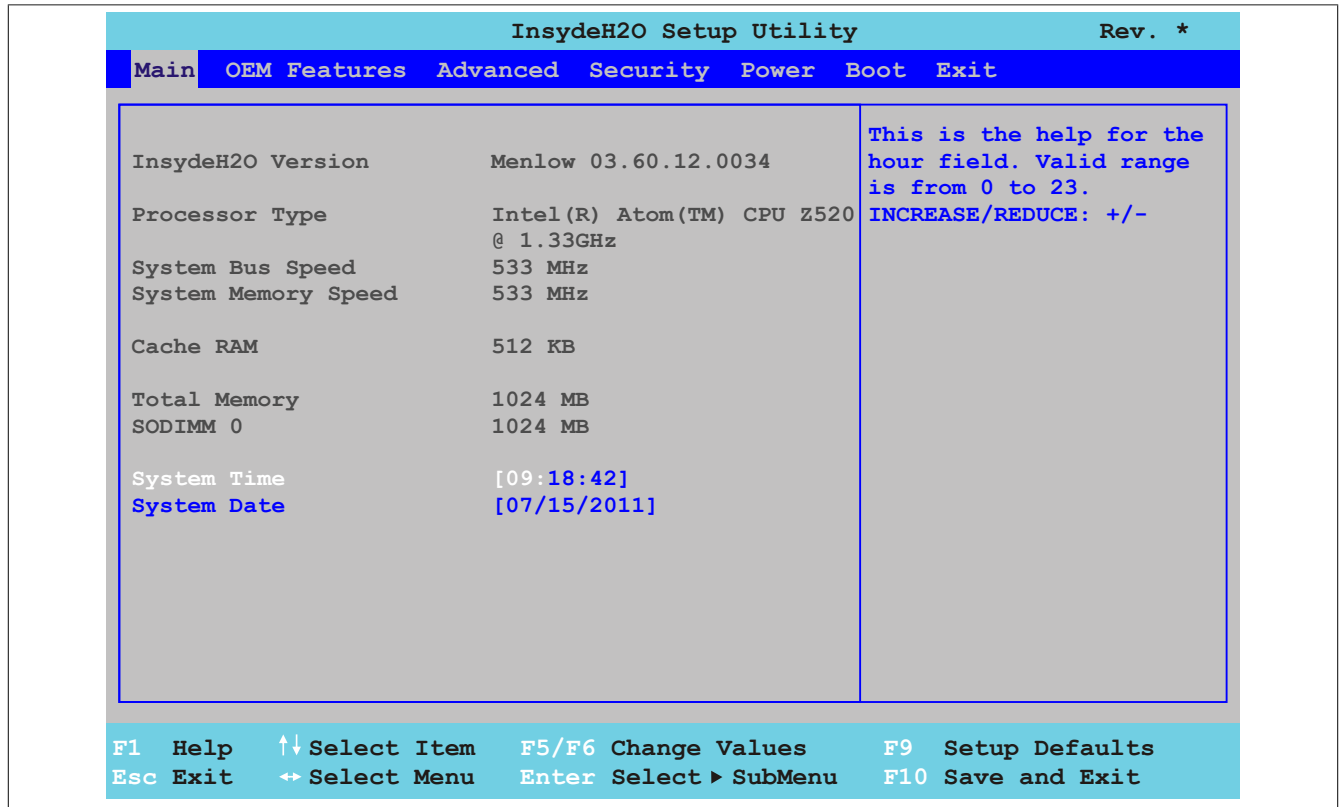 InsydeH2O Setup Utility Rev. *
Main OEM Features Advanced Security Power Boot Exit
InsydeH2O Version Menlow 03.60.12.0034
Processor Type Intel(R) Atom(TM) CPU Z520
@ 1.33GHz
System Bus Speed 533 MHz
System Memory Speed 533 MHz
Cache RAM 512 KB
Total Memory 1024 MB
SODIMM 0 1024 MB
System Time [09:18:42]
System Date [07/15/2011]
This is the help for the
hour field. Valid range
is from 0 to 23.
INCREASE/REDUCE: +/-
F1 Help ↑↓ Select Item F5/F6 Change Values F9 Setup Defaults
Esc Exit ↔ Select Menu Enter Select ▶ SubMenu F10 Save and Exit